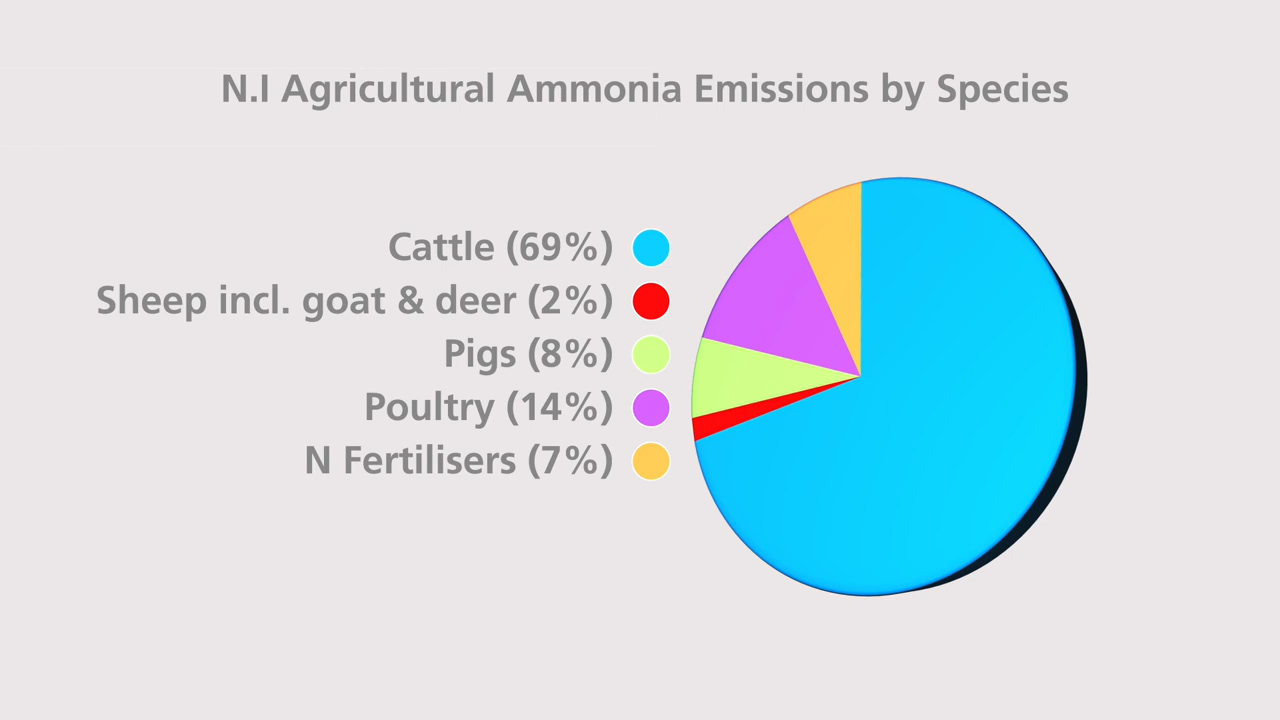 N.I Agricultural Ammonia Emissions by Species
Cattle (69%)
Sheep incl. goat & deer (2%)
Pigs (8%)
Poultry (14%)
N Fertilisers (7%)